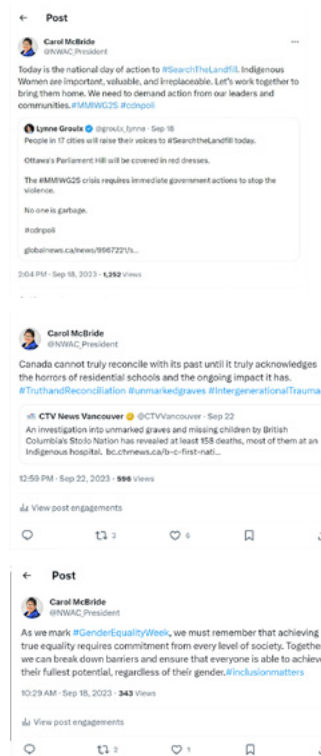 ← Post
Carol McBride
@NWAC_President
Today is the national day of action to #SearchTheLandfill. Indigenous
Women are important, valuable, and irreplaceable. Let's work together to
bring them home. We need to demand action from our leaders and
communities.#MMIWG2S #cdnpoli
Lynne Groulx @groulx_lynne · Sep 18
People in 17 cities will raise their voices to #SearchtheLandfill today.
Ottawa's Parliament Hill will be covered in red dresses.
The #MMIWG2S crisis requires immediate government actions to stop the
violence.
No one is garbage.
#cdnpoli
globalnews.ca/news/9967221/s...
2:04 PM · Sep 18, 2023 · 1,252 Views
Carol McBride
@NWAC_President
Canada cannot truly reconcile with its past until it truly acknowledges
the horrors of residential schools and the ongoing impact it has.
#TruthandReconciliation #unmarkedgraves #IntergenerationalTrauma
CTV News Vancouver @CTVVancouver · Sep 22
An investigation into unmarked graves and missing children by British
Columbia's Sto:lo Nation has revealed at least 158 deaths, most of them at an
Indigenous hospital. bc.ctvnews.ca/b-c-first-nati...
12:59 PM · Sep 22, 2023 · 596 Views
View post engagements
3 6
← Post
Carol McBride
@NWAC_President
As we mark #GenderEqualityWeek, we must remember that achieving
true equality requires commitment from every level of society. Together
we can break down barriers and ensure that everyone is able to achieve
their fullest potential, regardless of their gender.#inclusionmatters
10:29 AM · Sep 18, 2023 · 343 Views
View post engagements
2 1